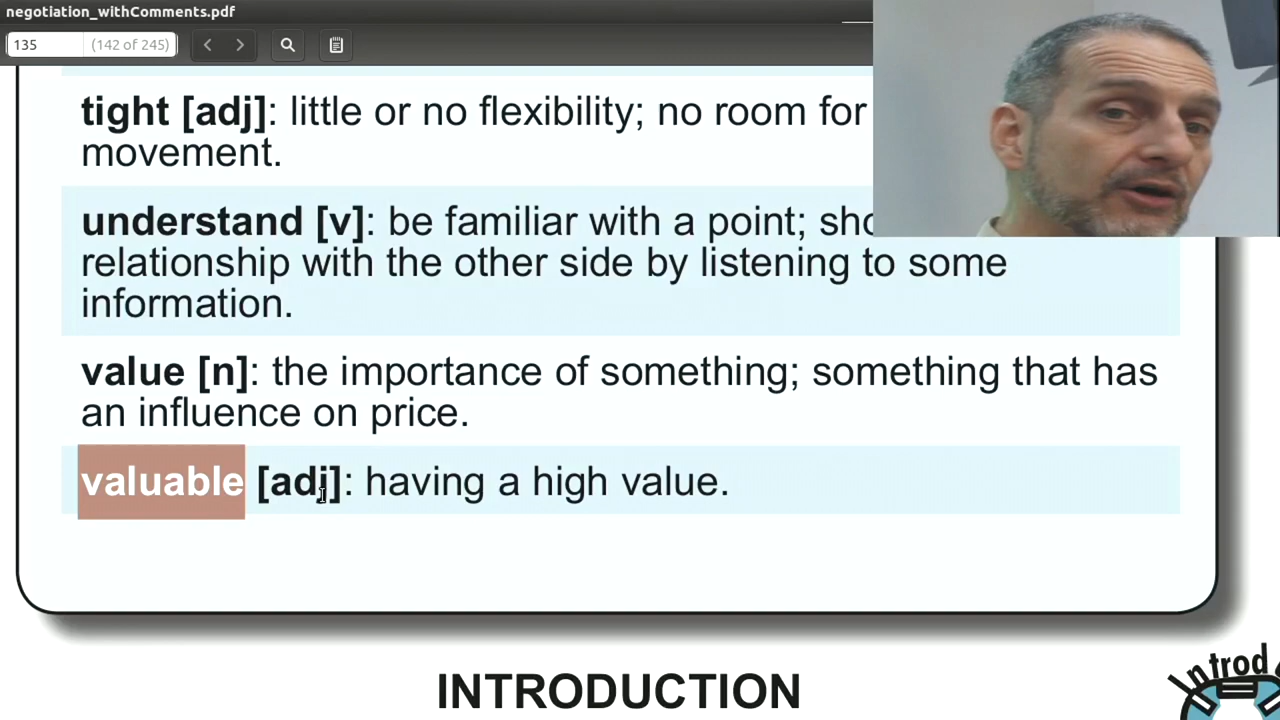 negotiation_withComments.pdf
135 (142 of 245)
tight [adj]: little or no flexibility; no room for
movement.
understand [v]: be familiar with a point;
relationship with the other side by listening to some
information.
value [n]: the importance of something; something that has
an influence on price.
valuable [adj]: having a high value.
INTRODUCTION